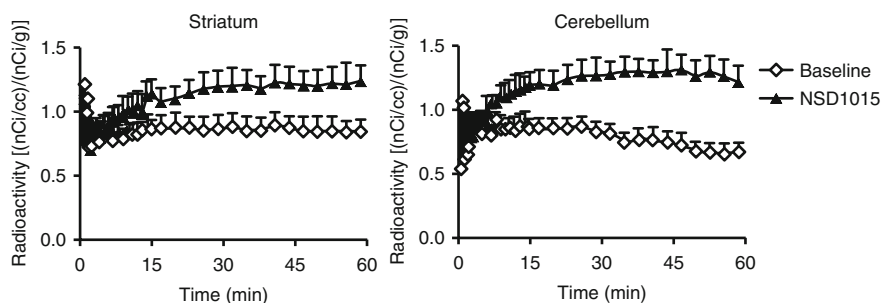 Striatum
Radioactivity [(nCi/cc)/(nCi/g)]
1.5
1.0
0.5
0.0
0 15 30 45 60
Time (min)
Cerebellum
Radioactivity [(nCi/cc)/(nCi/g)]
1.5
1.0
0.5
0.0
0 15 30 45 60
Time (min)
Baseline
NSD1015